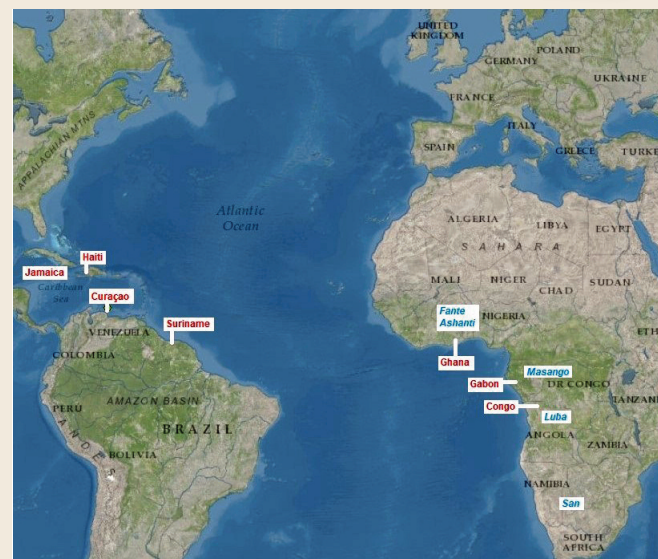 UNITED
KINGDOM
POLAND
GERMANY
UKRAINE
FRANCE
ITALY
SPAIN
GREECE
TURKE
APPALACHIAN MTNS
Atlantic
Ocean
ALGERIA
LIBYA
EGYPT
SAHARA
Haiti
Jamaica
Caribbean
Sea
MALI
NIGER
CHAD
SUDAN
Curaçao
Fante
Ashanti
NIGERIA
Suriname
VENEZUELA
ETH
COLOMBIA
Ghana
Masango
Gabon
DR CONGO
PERU
AMAZON BASIN
TANZANI
Congo
Luba
BRAZIL
ANDES
ANGOLA
BOLIVIA
ZAMBIA
NAMIBIA
San
SOUTH
AFRICA